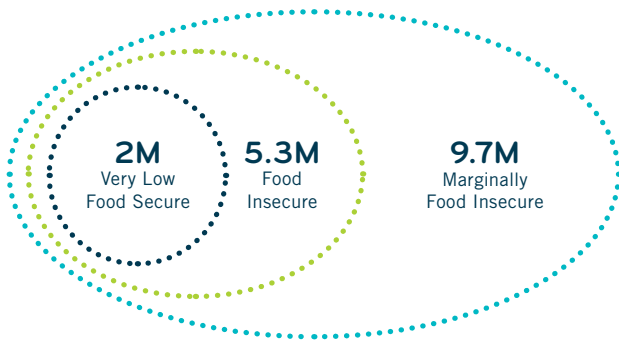 2M
Very Low
Food Secure
5.3M
Food
Insecure
9.7M
Marginally
Food Insecure